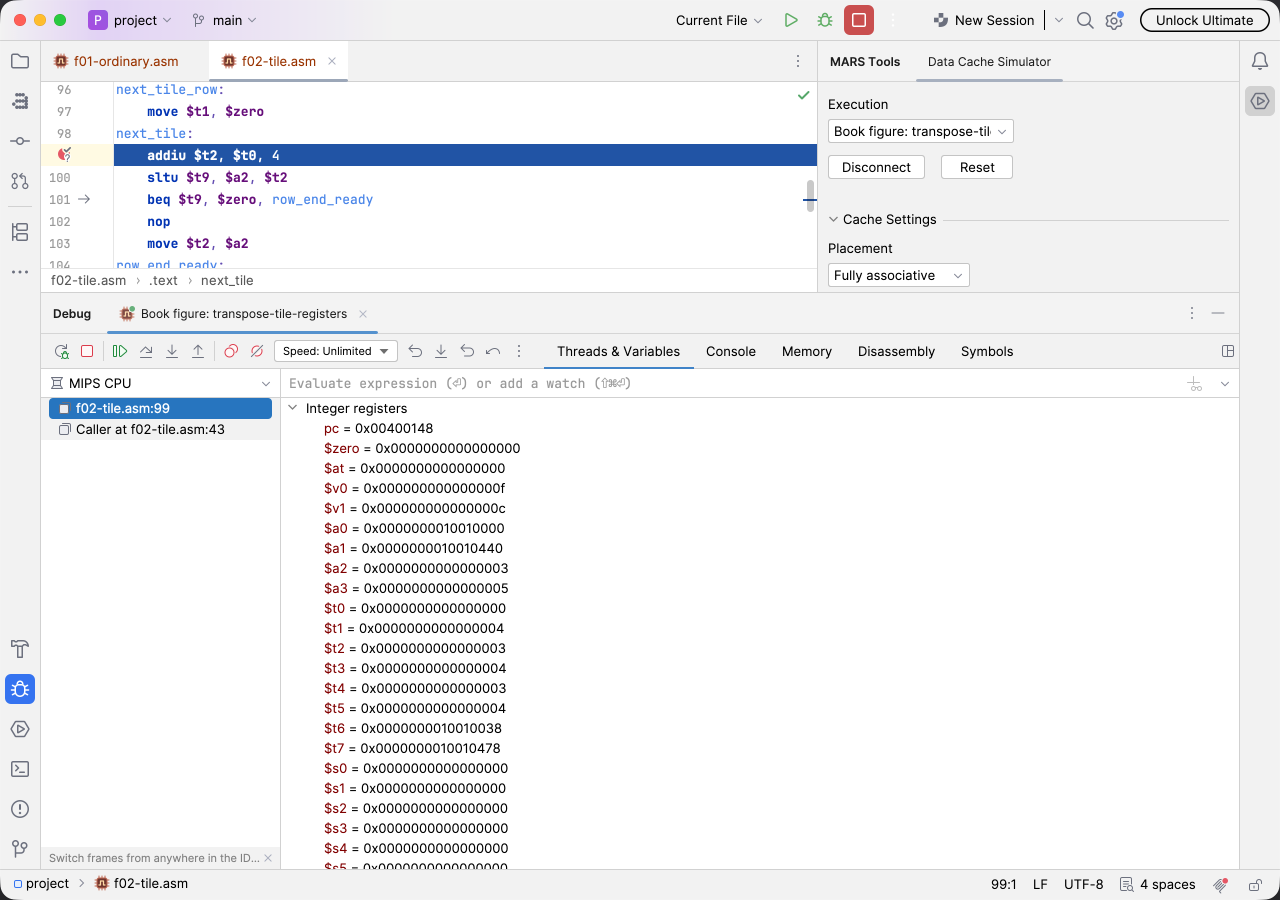 P project main Current File New Session Unlock Ultimate
f01-ordinary.asm f02-tile.asm MARS Tools Data Cache Simulator
96 next_tile_row:
97 move $t1, $zero
98 next_tile:
addiu $t2, $t0, 4
100 sltu $t9, $a2, $t2
101 beq $t9, $zero, row_end_ready
102 nop
103 move $t2, $a2
104 row_end_ready:
f02-tile.asm › .text › next_tile
Execution
Book figure: transpose-til
Disconnect Reset
Cache Settings
Placement
Fully associative
Debug Book figure: transpose-tile-registers
Speed: Unlimited Threads & Variables Console Memory Disassembly Symbols
MIPS CPU
f02-tile.asm:99
Caller at f02-tile.asm:43
Switch frames from anywhere in the ID...
Evaluate expression (⏎) or add a watch (⇧⌘⏎)
Integer registers
pc = 0x00400148
$zero = 0x0000000000000000
$at = 0x0000000000000000
$v0 = 0x000000000000000f
$v1 = 0x000000000000000c
$a0 = 0x0000000010010000
$a1 = 0x0000000010010440
$a2 = 0x0000000000000003
$a3 = 0x0000000000000005
$t0 = 0x0000000000000000
$t1 = 0x0000000000000004
$t2 = 0x0000000000000003
$t3 = 0x0000000000000004
$t4 = 0x0000000000000003
$t5 = 0x0000000000000004
$t6 = 0x0000000010010038
$t7 = 0x0000000010010478
$s0 = 0x0000000000000000
$s1 = 0x0000000000000000
$s2 = 0x0000000000000000
$s3 = 0x0000000000000000
$s4 = 0x0000000000000000
$s5 = 0x0000000000000000
project › f02-tile.asm 99:1 LF UTF-8 4 spaces